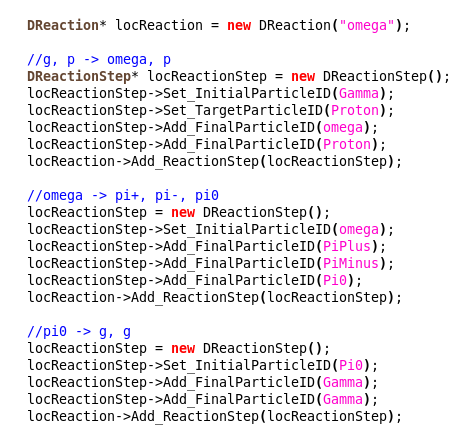 DReaction* locReaction = new DReaction("omega");
//g, p -> omega, p
DReactionStep* locReactionStep = new DReactionStep();
locReactionStep->Set_InitialParticleID(Gamma);
locReactionStep->Set_TargetParticleID(Proton);
locReactionStep->Add_FinalParticleID(omega);
locReactionStep->Add_FinalParticleID(Proton);
locReaction->Add_ReactionStep(locReactionStep);
//omega -> pi+, pi-, pi0
locReactionStep = new DReactionStep();
locReactionStep->Set_InitialParticleID(omega);
locReactionStep->Add_FinalParticleID(PiPlus);
locReactionStep->Add_FinalParticleID(PiMinus);
locReactionStep->Add_FinalParticleID(Pi0);
locReaction->Add_ReactionStep(locReactionStep);
//pi0 -> g, g
locReactionStep = new DReactionStep();
locReactionStep->Set_InitialParticleID(Pi0);
locReactionStep->Add_FinalParticleID(Gamma);
locReactionStep->Add_FinalParticleID(Gamma);
locReaction->Add_ReactionStep(locReactionStep);